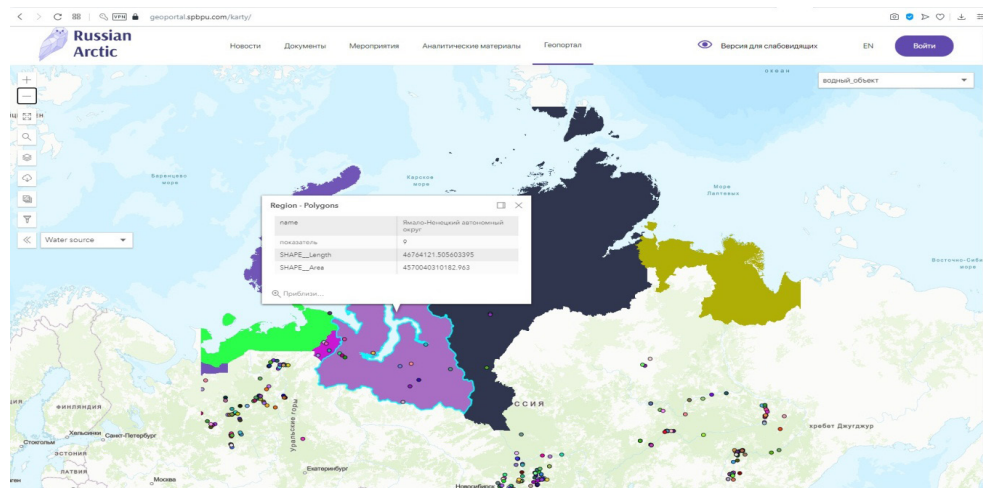 VPN
geoportal.spbpu.com/karty/
Russian
Arctic
Новости
Документы
Мероприятия
Аналитические материалы
Геопортал
Версия для слабовидящих
EN
Войти
водный_объект
океан
Баренцево
море
Карское
море
Море
Лаптевых
Region - Polygons
name
Ямало-Ненецкий автономный
округ
показатель
9
SHAPE__Length
46764121.505603395
SHAPE__Area
4570040310182.963
Приблизи...
Water source
ФИНЛЯНДИЯ
Хельсинки
Санкт-Петербург
Стокгольм
ЭСТОНИЯ
ЛАТВИЯ
Москва
Уральские горы
Екатеринбург
Новосибирск
ССИЯ
хребет Джугджур
море